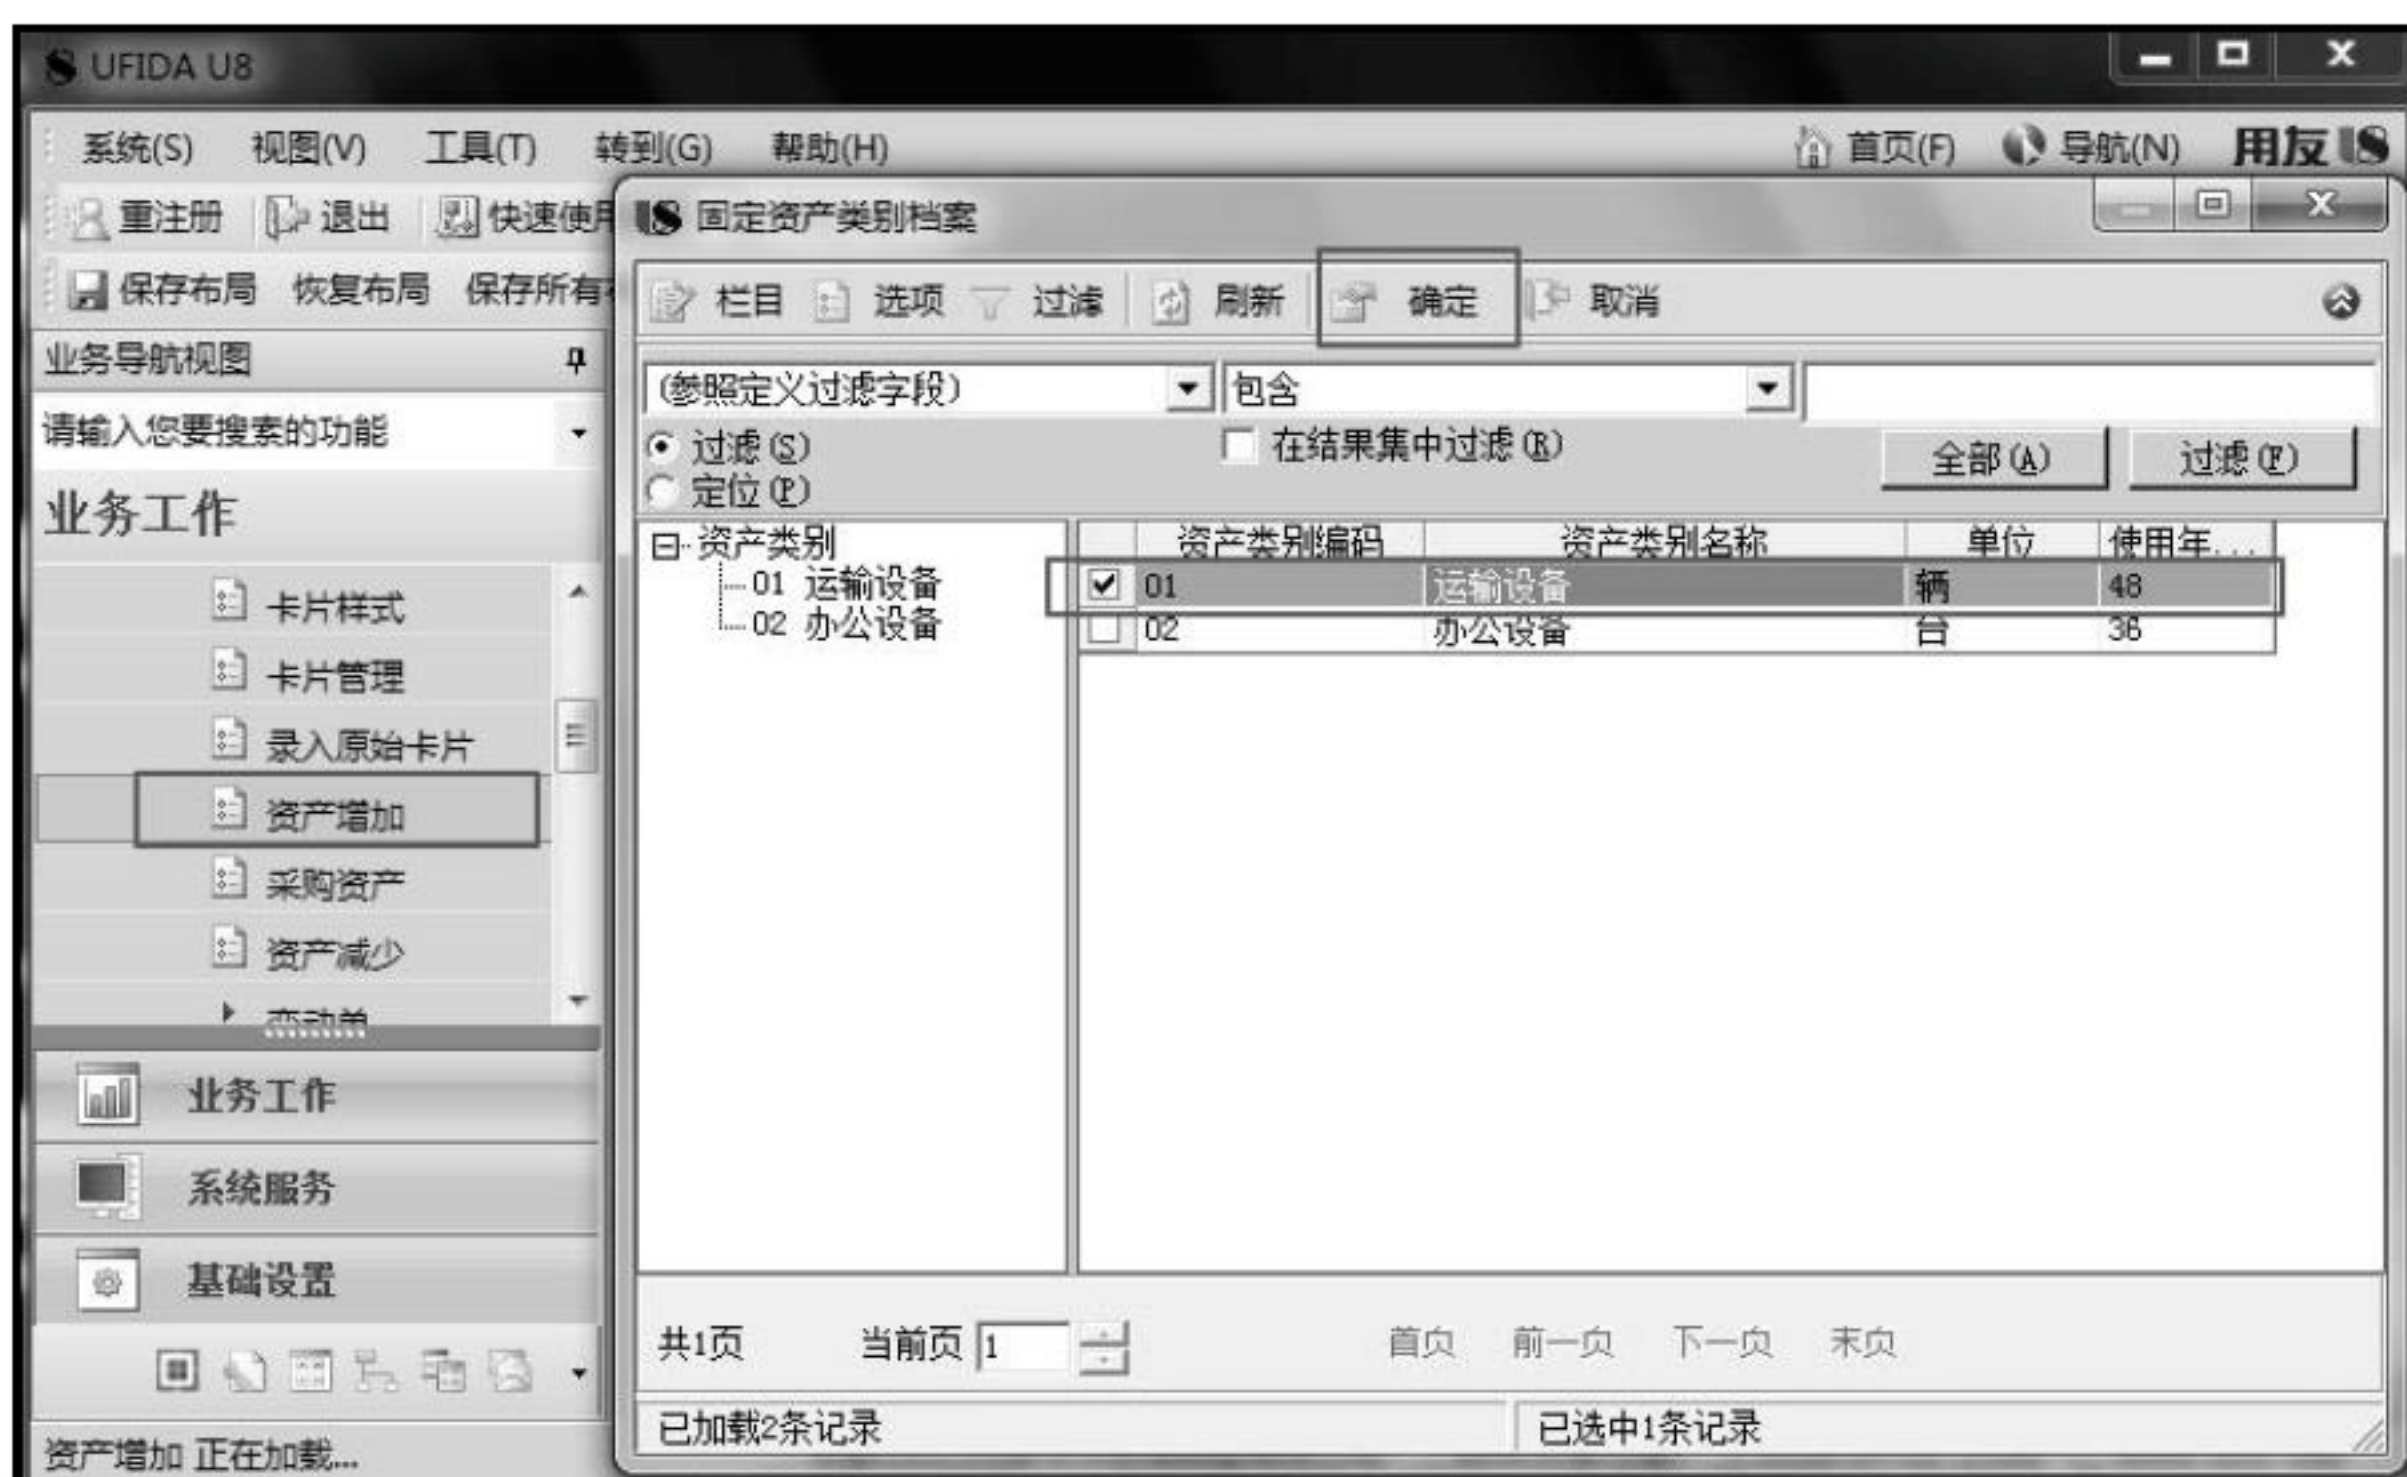 UFIDA U8
系统(S) 视图(V) 工具(T) 转到(G) 帮助(H) 首页(F) 导航(N) 用友
重注册 退出 快速使用
保存布局 恢复布局 保存所有
业务导航视图
请输入您要搜索的功能
业务工作
卡片样式
卡片管理
录入原始卡片
资产增加
采购资产
资产减少
变动单
业务工作
系统服务
基础设置
资产增加 正在加载...
固定资产类别档案
栏目 选项 过滤 刷新 确定 取消
(参照定义过滤字段) 包含
过滤(S) 在结果集中过滤(R) 全部(A) 过滤(F)
定位(P)
资产类别
01 运输设备
02 办公设备
资产类别编码 资产类别名称 单位 使用年...
01 运输设备 辆 48
02 办公设备 台 36
共1页 当前页 1 首页 前一页 下一页 末页
已加载2条记录 已选中1条记录